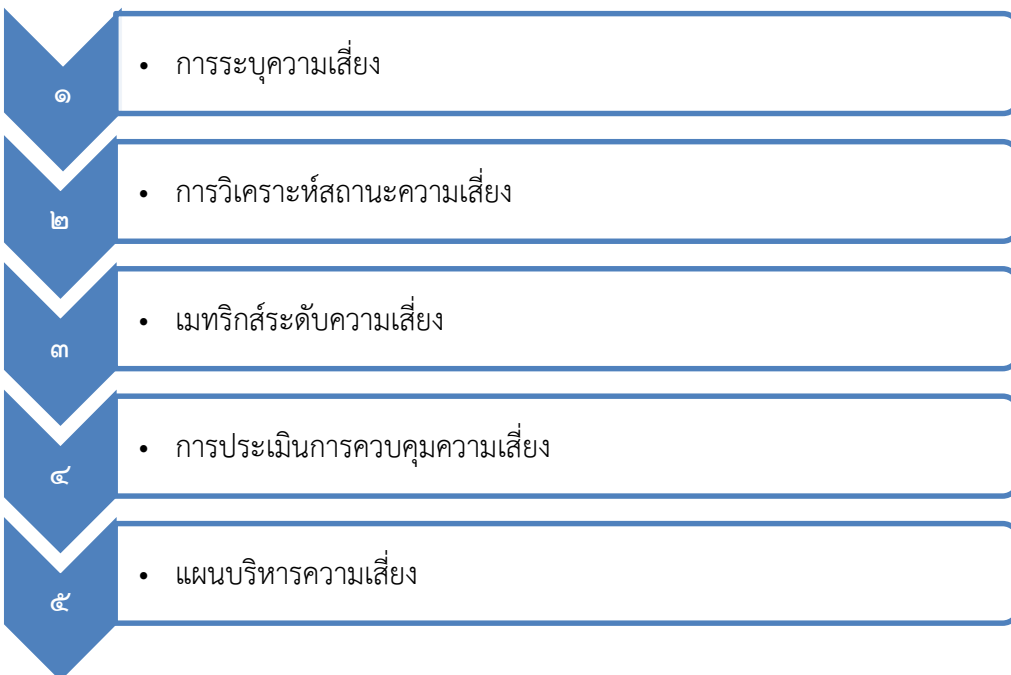 ๑
• การระบุความเสี่ยง
๒
• การวิเคราะห์สถานะความเสี่ยง
๓
• เมทริกส์ระดับความเสี่ยง
๔
• การประเมินการควบคุมความเสี่ยง
๕
• แผนบริหารความเสี่ยง